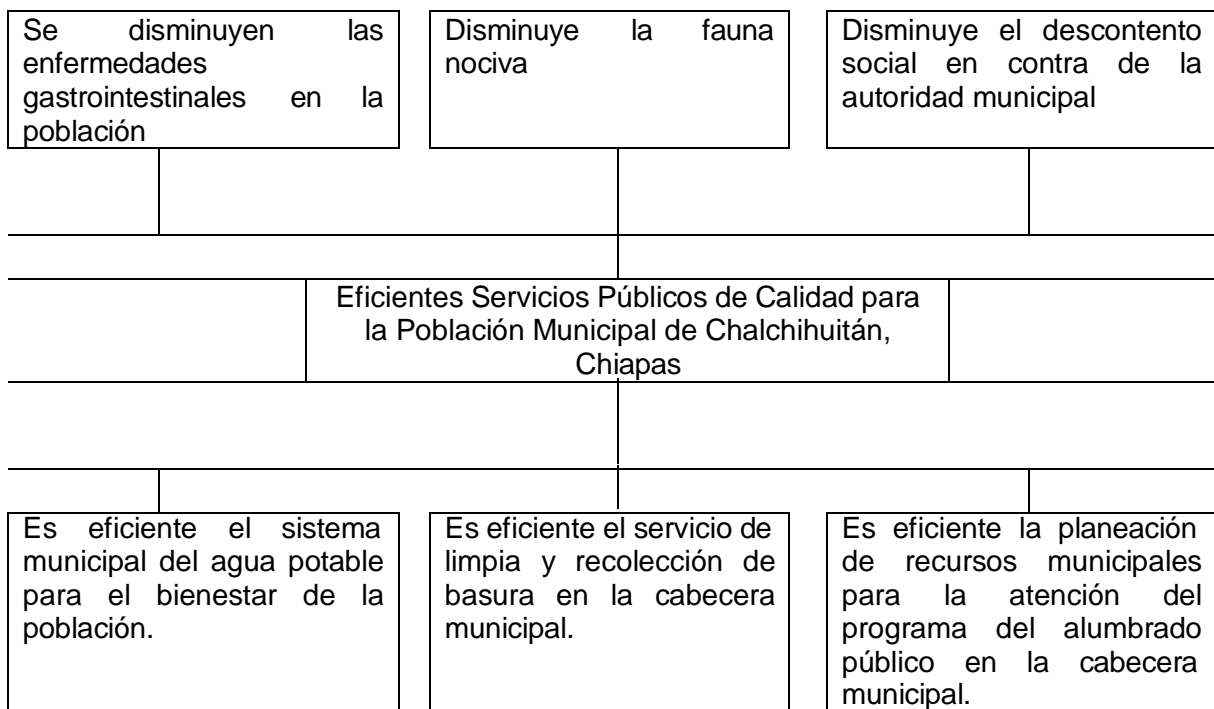 Se disminuyen las
enfermedades
gastrointestinales en la
población
Disminuye la fauna
nociva
Disminuye el descontento
social en contra de la
autoridad municipal
Eficientes Servicios Públicos de Calidad para
la Población Municipal de Chalchihuitán,
Chiapas
Es eficiente el sistema
municipal del agua potable
para el bienestar de la
población.
Es eficiente el servicio de
limpia y recolección de
basura en la cabecera
municipal.
Es eficiente la planeación
de recursos municipales
para la atención del
programa del alumbrado
público en la cabecera
municipal.